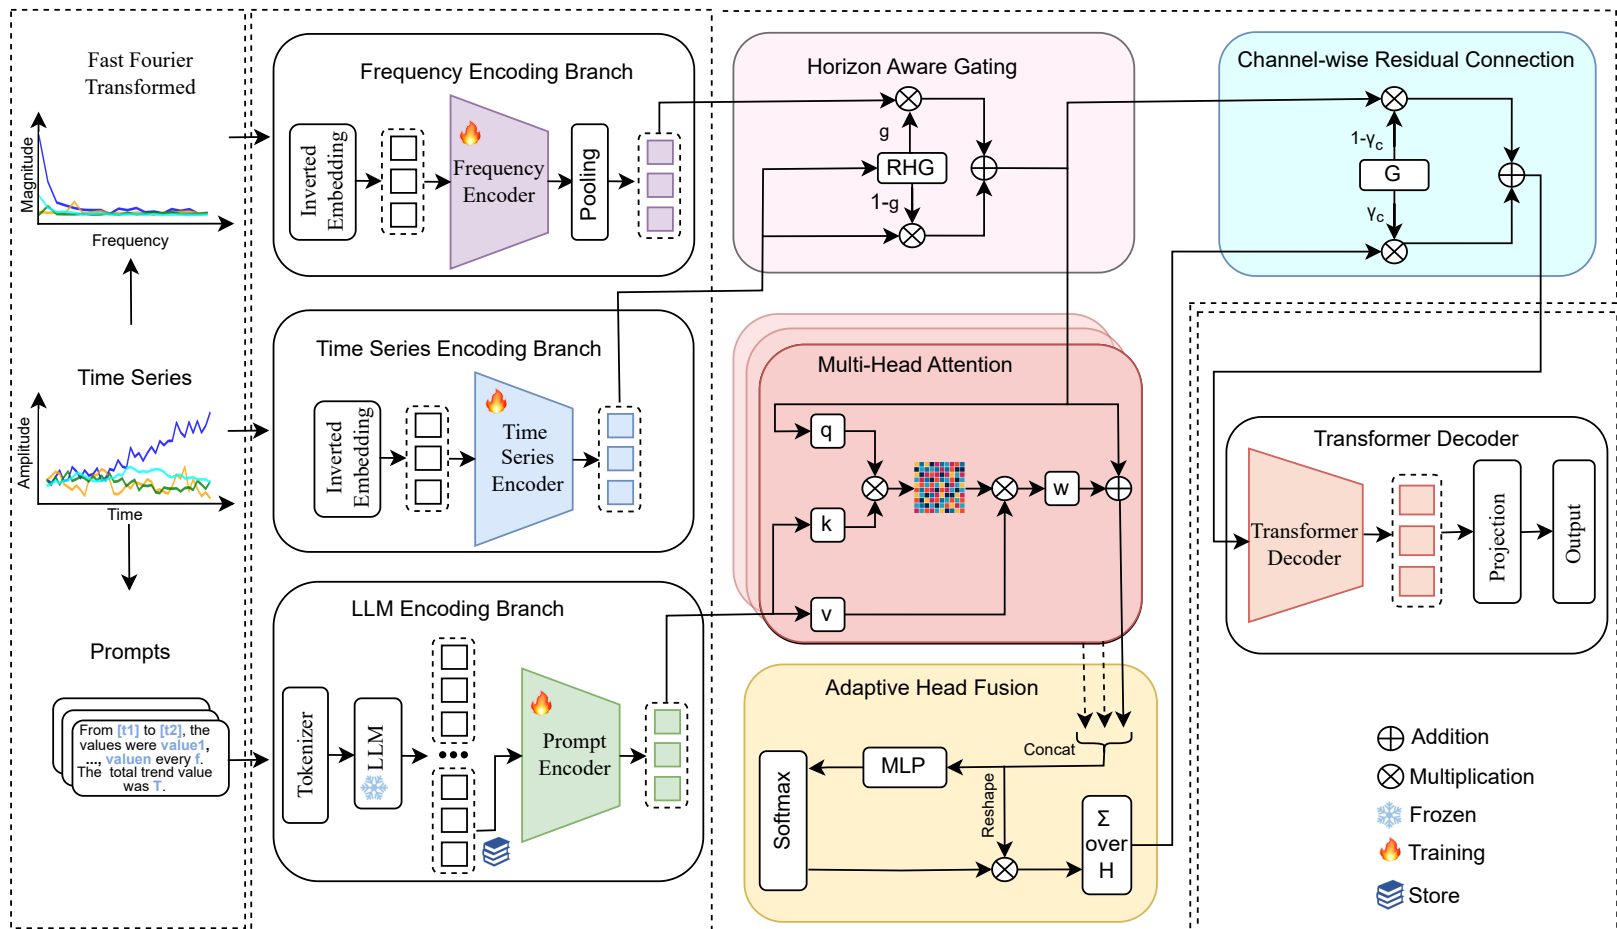 Fast Fourier
Transformed
Magnitude
Frequency
Time Series
Amplitude
Time
Prompts
From [t1] to [t2], the
values were value1,
..., valuen every f.
The total trend value
was T.
Frequency Encoding Branch
Inverted
Embedding
Frequency
Encoder
Pooling
Time Series Encoding Branch
Inverted
Embedding
Time
Series
Encoder
LLM Encoding Branch
Tokenizer
LLM
Prompt
Encoder
Horizon Aware Gating
g
RHG
1-g
Multi-Head Attention
q
k
v
w
Adaptive Head Fusion
Concat
MLP
Softmax
Reshape
Σ
over
H
Channel-wise Residual Connection
1-γc
G
γc
Transformer Decoder
Transformer
Decoder
Projection
Output
Addition
Multiplication
Frozen
Training
Store